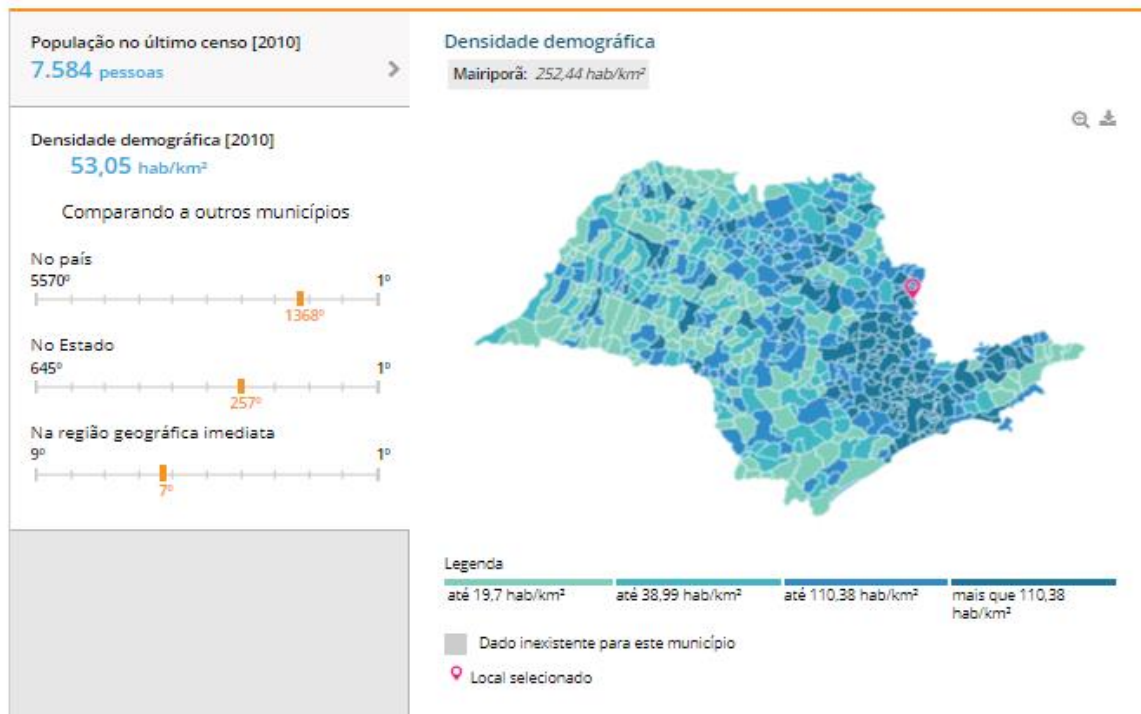 População no último censo [2010]
7.584 pessoas
Densidade demográfica [2010]
53,05 hab/km²
Comparando a outros municípios
No país
5570º 1º
1368º
No Estado
645º 1º
257º
Na região geográfica imediata
9º 1º
7º
Densidade demográfica
Mairiporã: 252,44 hab/km²
Legenda
até 19,7 hab/km² até 38,99 hab/km² até 110,38 hab/km² mais que 110,38
hab/km²
Dado inexistente para este município
Local selecionado